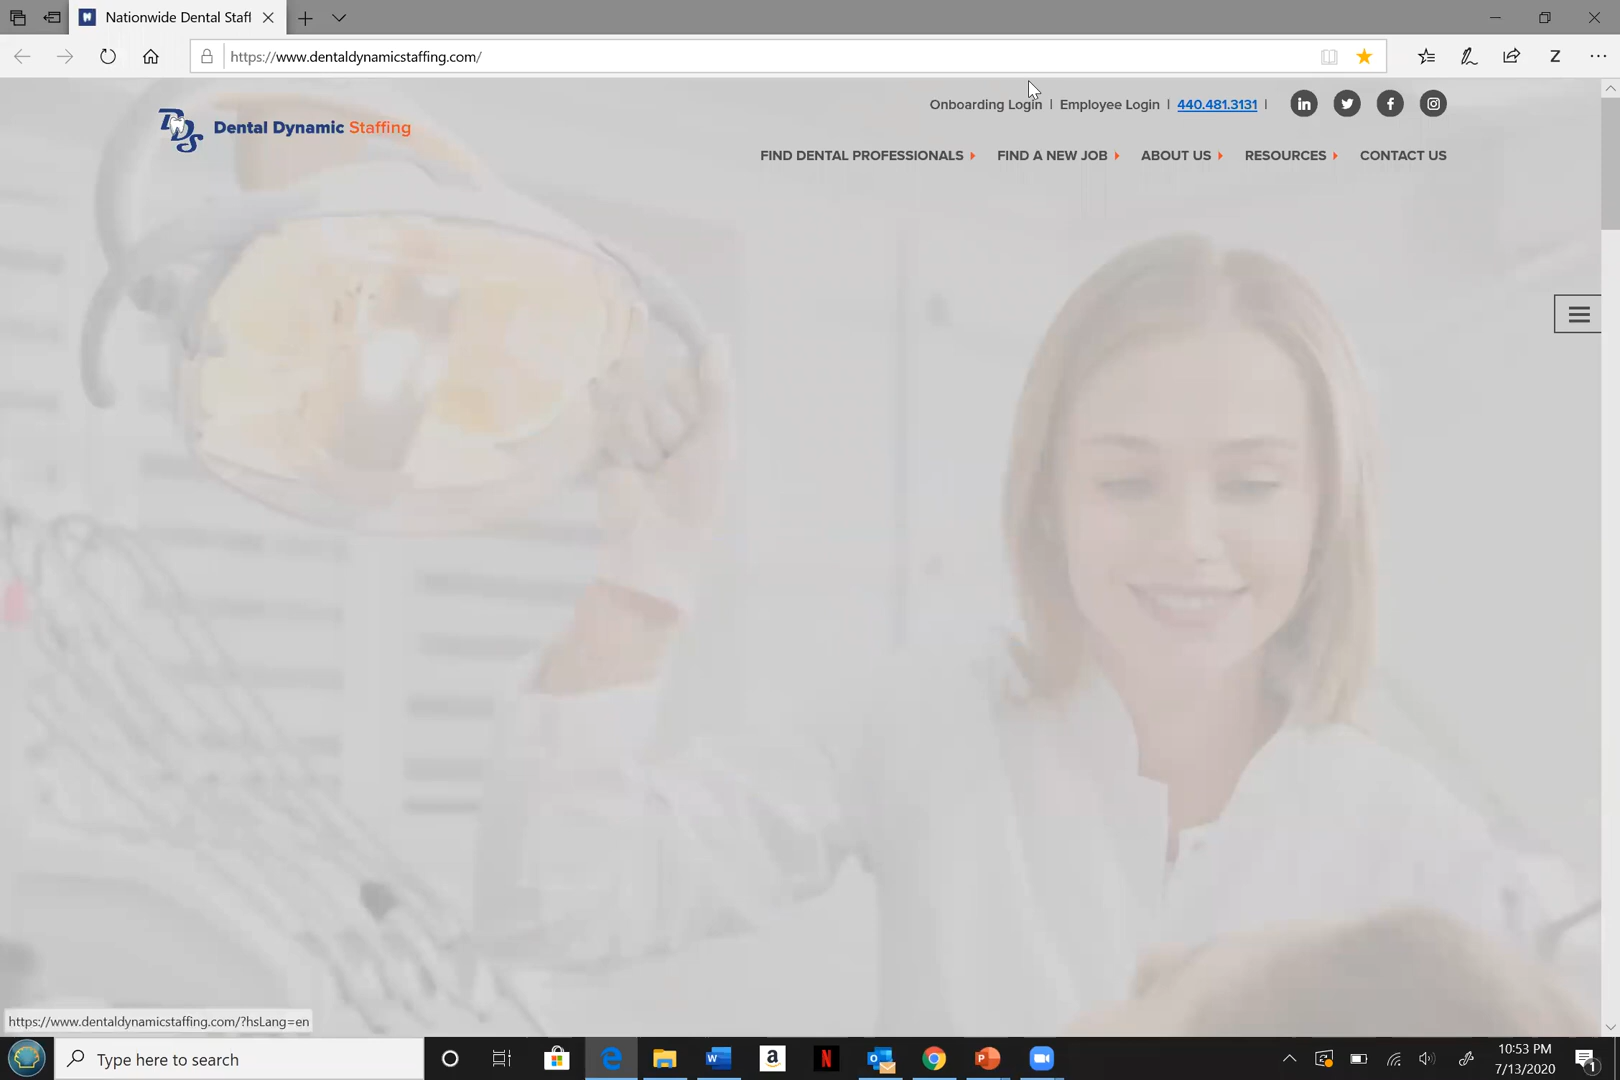 Nationwide Dental Staff
https://www.dentaldynamicstaffing.com/
Z
Onboarding Login | Employee Login | 440.481.3131 |
DDS Dental Dynamic Staffing
FIND DENTAL PROFESSIONALS FIND A NEW JOB ABOUT US RESOURCES CONTACT US
https://www.dentaldynamicstaffing.com/?hsLang=en
Type here to search
10:53 PM
7/13/2020
1